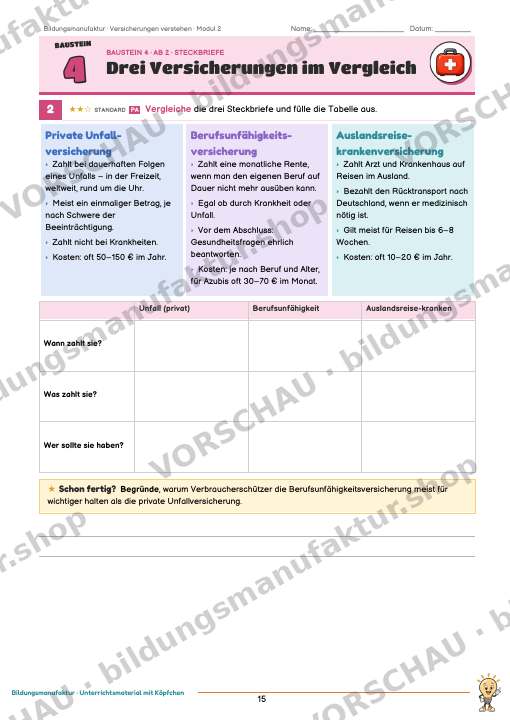 Bildungsmanufaktur · Versicherungen verstehen · Modul 2
Name: Datum:
BAUSTEIN
4
BAUSTEIN 4 · AB 2 · STECKBRIEFE
Drei Versicherungen im Vergleich
2 ★★☆ STANDARD PA Vergleiche die drei Steckbriefe und fülle die Tabelle aus.
Private Unfall-
versicherung
› Zahlt bei dauerhaften Folgen
eines Unfalls – in der Freizeit,
weltweit, rund um die Uhr.
› Meist ein einmaliger Betrag, je
nach Schwere der
Beeinträchtigung.
› Zahlt nicht bei Krankheiten.
› Kosten: oft 50–150 € im Jahr.
Berufsunfähigkeits-
versicherung
› Zahlt eine monatliche Rente,
wenn man den eigenen Beruf auf
Dauer nicht mehr ausüben kann.
› Egal ob durch Krankheit oder
Unfall.
› Vor dem Abschluss:
Gesundheitsfragen ehrlich
beantworten.
› Kosten: je nach Beruf und Alter,
für Azubis oft 30–70 € im Monat.
Auslandsreise-
krankenversicherung
› Zahlt Arzt und Krankenhaus auf
Reisen im Ausland.
› Bezahlt den Rücktransport nach
Deutschland, wenn er medizinisch
nötig ist.
› Gilt meist für Reisen bis 6–8
Wochen.
› Kosten: oft 10–20 € im Jahr.
Unfall (privat) Berufsunfähigkeit Auslandsreise-kranken
Wann zahlt sie?
Was zahlt sie?
Wer sollte sie haben?
★ Schon fertig? Begründe, warum Verbraucherschützer die Berufsunfähigkeitsversicherung meist für
wichtiger halten als die private Unfallversicherung.
Bildungsmanufaktur · Unterrichtsmaterial mit Köpfchen
15
VORSCHAU · bildungsmanufaktur.shop
VORSCHAU · bildungsmanufaktur.shop
VORSCHAU · bildungsmanufaktur.shop